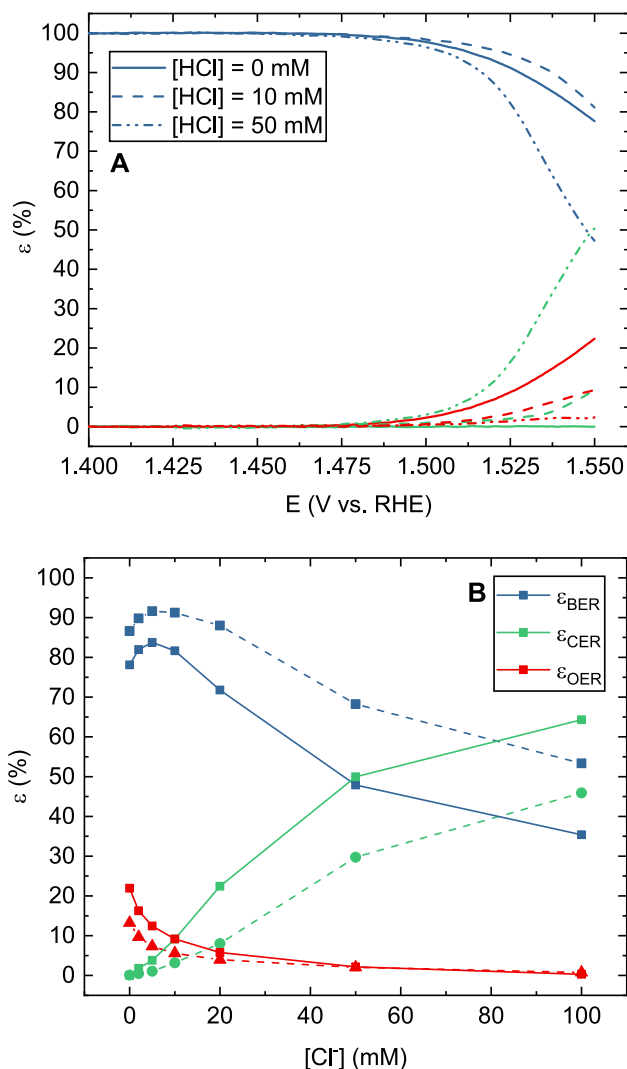 100
90
80
70
60
50
40
30
20
10
0
ε (%)
[HCl] = 0 mM
[HCl] = 10 mM
[HCl] = 50 mM
A
1.400 1.425 1.450 1.475 1.500 1.525 1.550
E (V vs. RHE)
100
90
80
70
60
50
40
30
20
10
0
ε (%)
B
εBER
εCER
εOER
0 20 40 60 80 100
[Cl⁻] (mM)